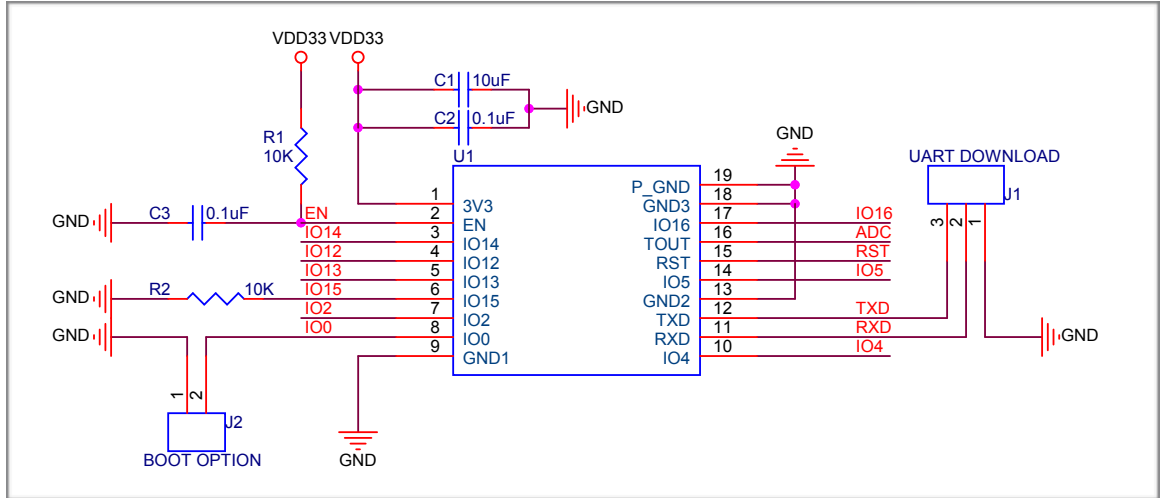 VDD33 VDD33
C1 10uF
GND
C2 0.1uF
R1
10K
U1
GND
UART DOWNLOAD
J1
GND C3 0.1uF
1 3V3
EN 2 EN
IO14 3 IO14
IO12 4 IO12
IO13 5 IO13
GND R2 10K IO15 6 IO15
IO2 7 IO2
GND IO0 8 IO0
9 GND1
P_GND 19
GND3 18
IO16 17 IO16
TOUT 16 ADC
RST 15 RST
IO5 14 IO5
GND2 13
TXD 12 TXD
RXD 11 RXD
IO4 10 IO4
3 2 1
GND
1 2
J2
BOOT OPTION
GND